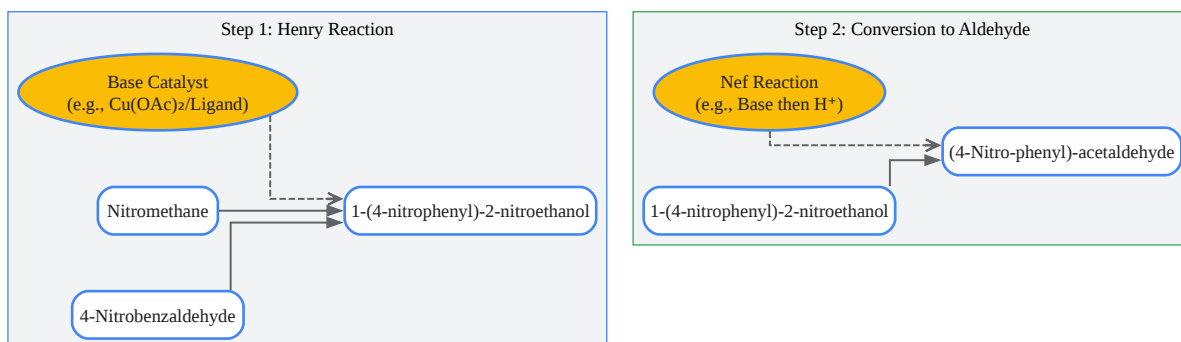 Step 1: Henry Reaction
Base Catalyst
(e.g., Cu(OAc)₂/Ligand)
Nitromethane
1-(4-nitrophenyl)-2-nitroethanol
4-Nitrobenzaldehyde
Step 2: Conversion to Aldehyde
Nef Reaction
(e.g., Base then H⁺)
(4-Nitro-phenyl)-acetaldehyde
1-(4-nitrophenyl)-2-nitroethanol